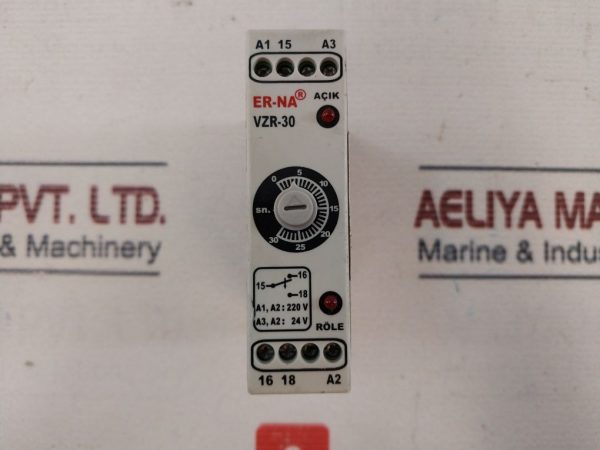 A1 15 A3
ER-NA® AÇIK
VZR-30
0 5 10 15 20 25 30
sn.
16
15
18
A1, A2: 220 V
A3, A2: 24 V
RÖLE
16 18 A2
PVT. LTD.
& Machinery
AELIYA MA
Marine & Indus